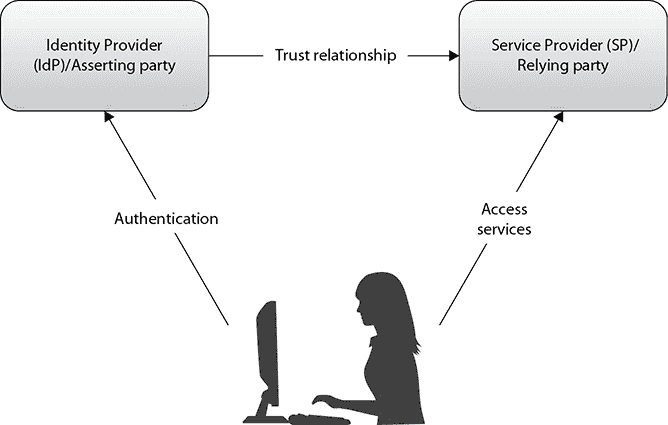 Identity Provider
(IdP)/Asserting party
Trust relationship
Service Provider (SP)/
Relying party
Authentication
Access
services